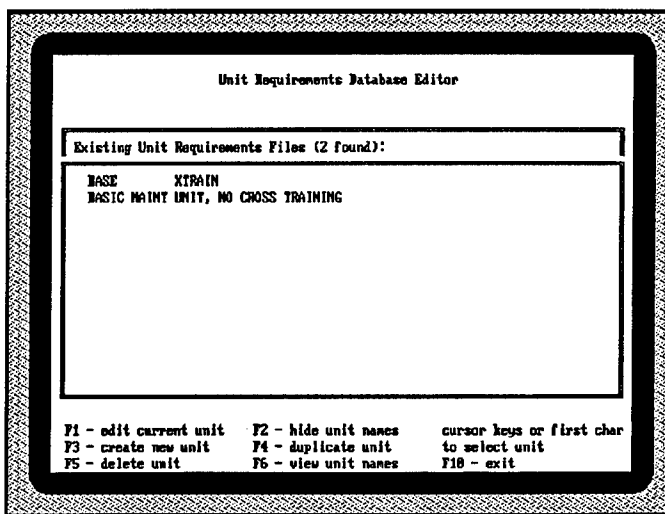 Unit Requirements Database Editor
Existing Unit Requirements Files (2 found):
BASE XTRAIN
BASIC MAINT UNIT, NO CROSS TRAINING
F1 - edit current unit F2 - hide unit names cursor keys or first char
F3 - create new unit F4 - duplicate unit to select unit
F5 - delete unit F6 - view unit names F10 - exit